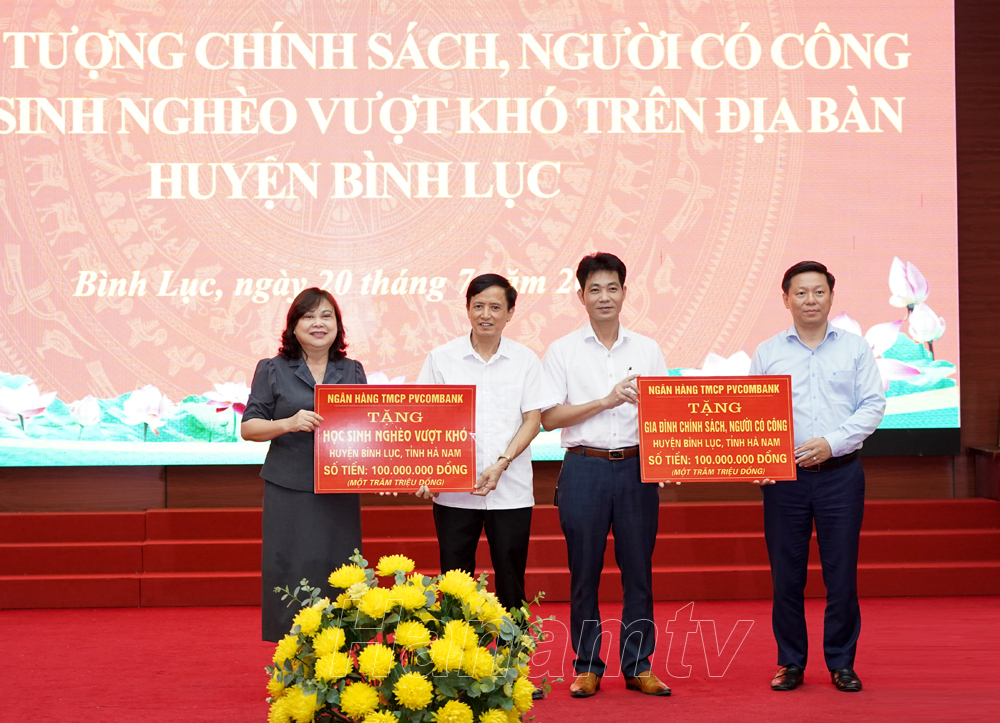 TƯỢNG CHÍNH SÁCH, NGƯỜI CÓ CÔNG
SINH NGHÈO VƯỢT KHÓ TRÊN ĐỊA BÀN
HUYỆN BÌNH LỤC
Bình Lục, ngày 20 tháng 7
NGÂN HÀNG TMCP PVCOMBANK
TẶNG
HỌC SINH NGHÈO VƯỢT KHÓ
HUYỆN BÌNH LỤC, TỈNH HÀ NAM
SỐ TIỀN: 100.000.000 ĐỒNG
(MỘT TRĂM TRIỆU ĐỒNG)
NGÂN HÀNG TMCP PVCOMBANK
TẶNG
GIA ĐÌNH CHÍNH SÁCH, NGƯỜI CÓ CÔNG
HUYỆN BÌNH LỤC, TỈNH HÀ NAM
SỐ TIỀN: 100.000.000 ĐỒNG
(MỘT TRĂM TRIỆU ĐỒNG)
Hanamtv